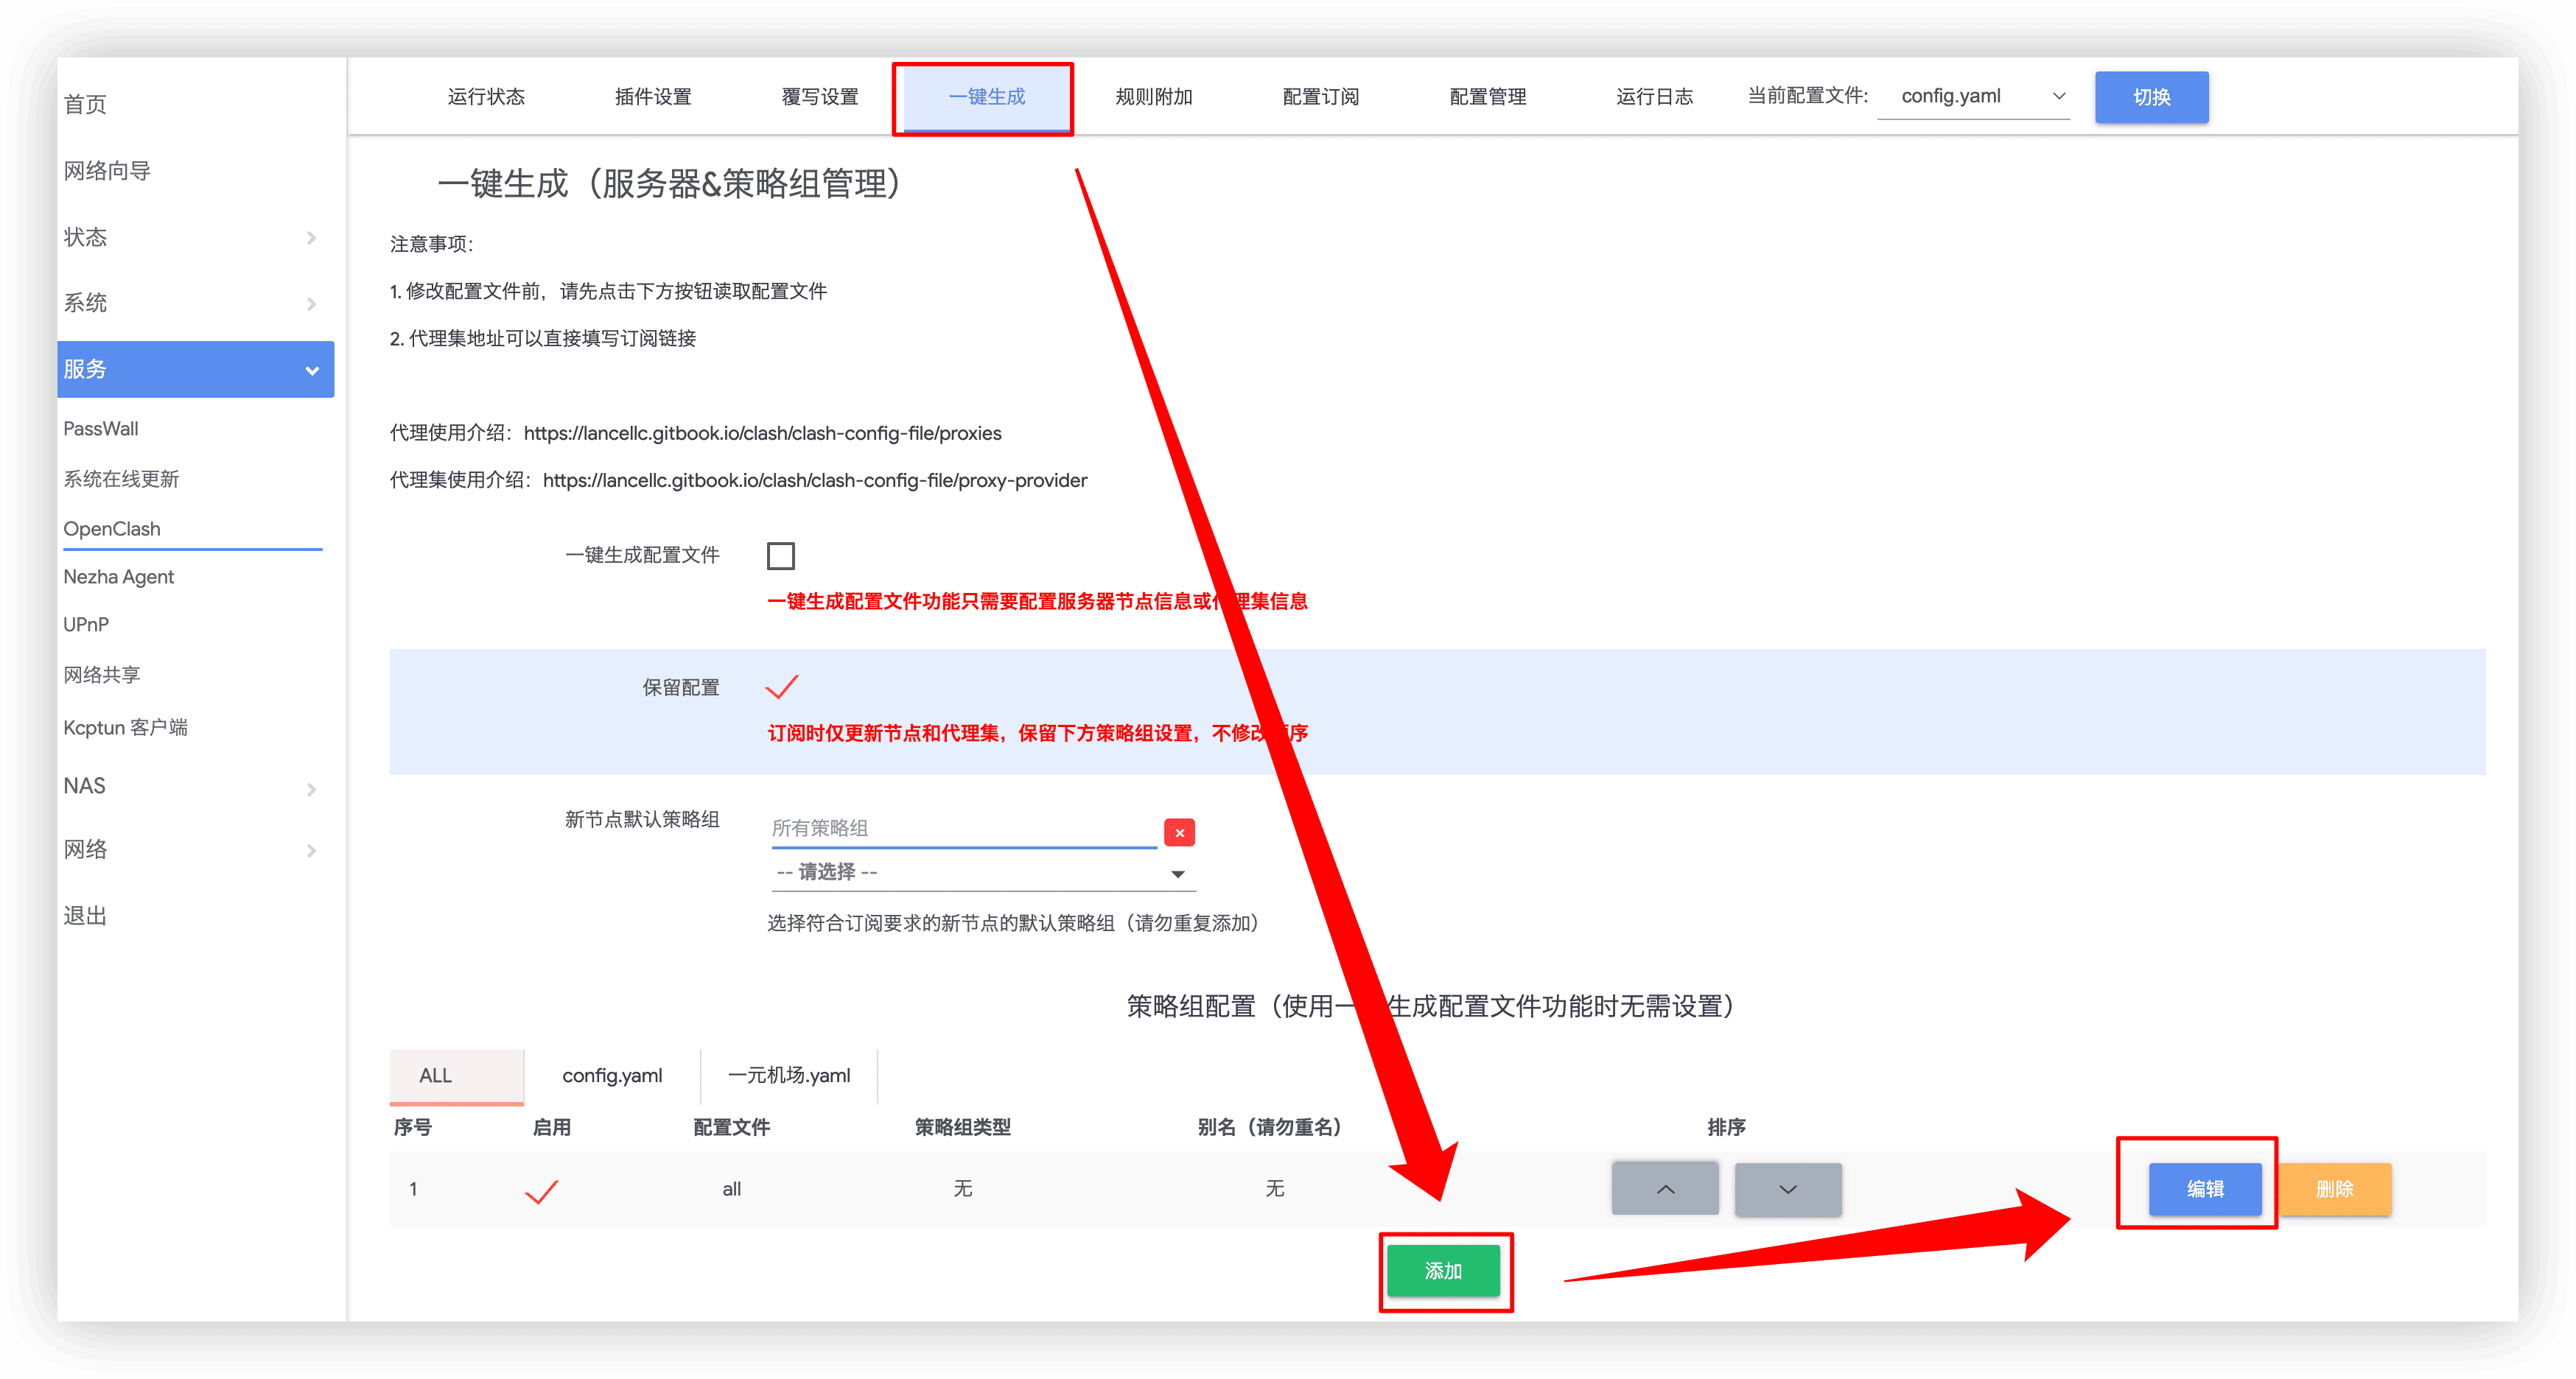 首页
网络向导
状态
系统
服务
PassWall
系统在线更新
OpenClash
Nezha Agent
UPnP
网络共享
Kcptun 客户端
NAS
网络
退出
运行状态 插件设置 覆写设置 一键生成 规则附加 配置订阅 配置管理 运行日志 当前配置文件: config.yaml 切换
一键生成（服务器&策略组管理）
注意事项:
1. 修改配置文件前，请先点击下方按钮读取配置文件
2. 代理集地址可以直接填写订阅链接
代理使用介绍：https://lancellc.gitbook.io/clash/clash-config-file/proxies
代理集使用介绍：https://lancellc.gitbook.io/clash/clash-config-file/proxy-provider
一键生成配置文件
一键生成配置文件功能只需要配置服务器节点信息或 理集信息
保留配置
订阅时仅更新节点和代理集，保留下方策略组设置，不修改 序
新节点默认策略组 所有策略组
-- 请选择 --
选择符合订阅要求的新节点的默认策略组（请勿重复添加）
策略组配置（使用一 生成配置文件功能时无需设置）
ALL config.yaml 一元机场.yaml
序号 启用 配置文件 策略组类型 别名（请勿重名） 排序
1 all 无 无 编辑 删除
添加